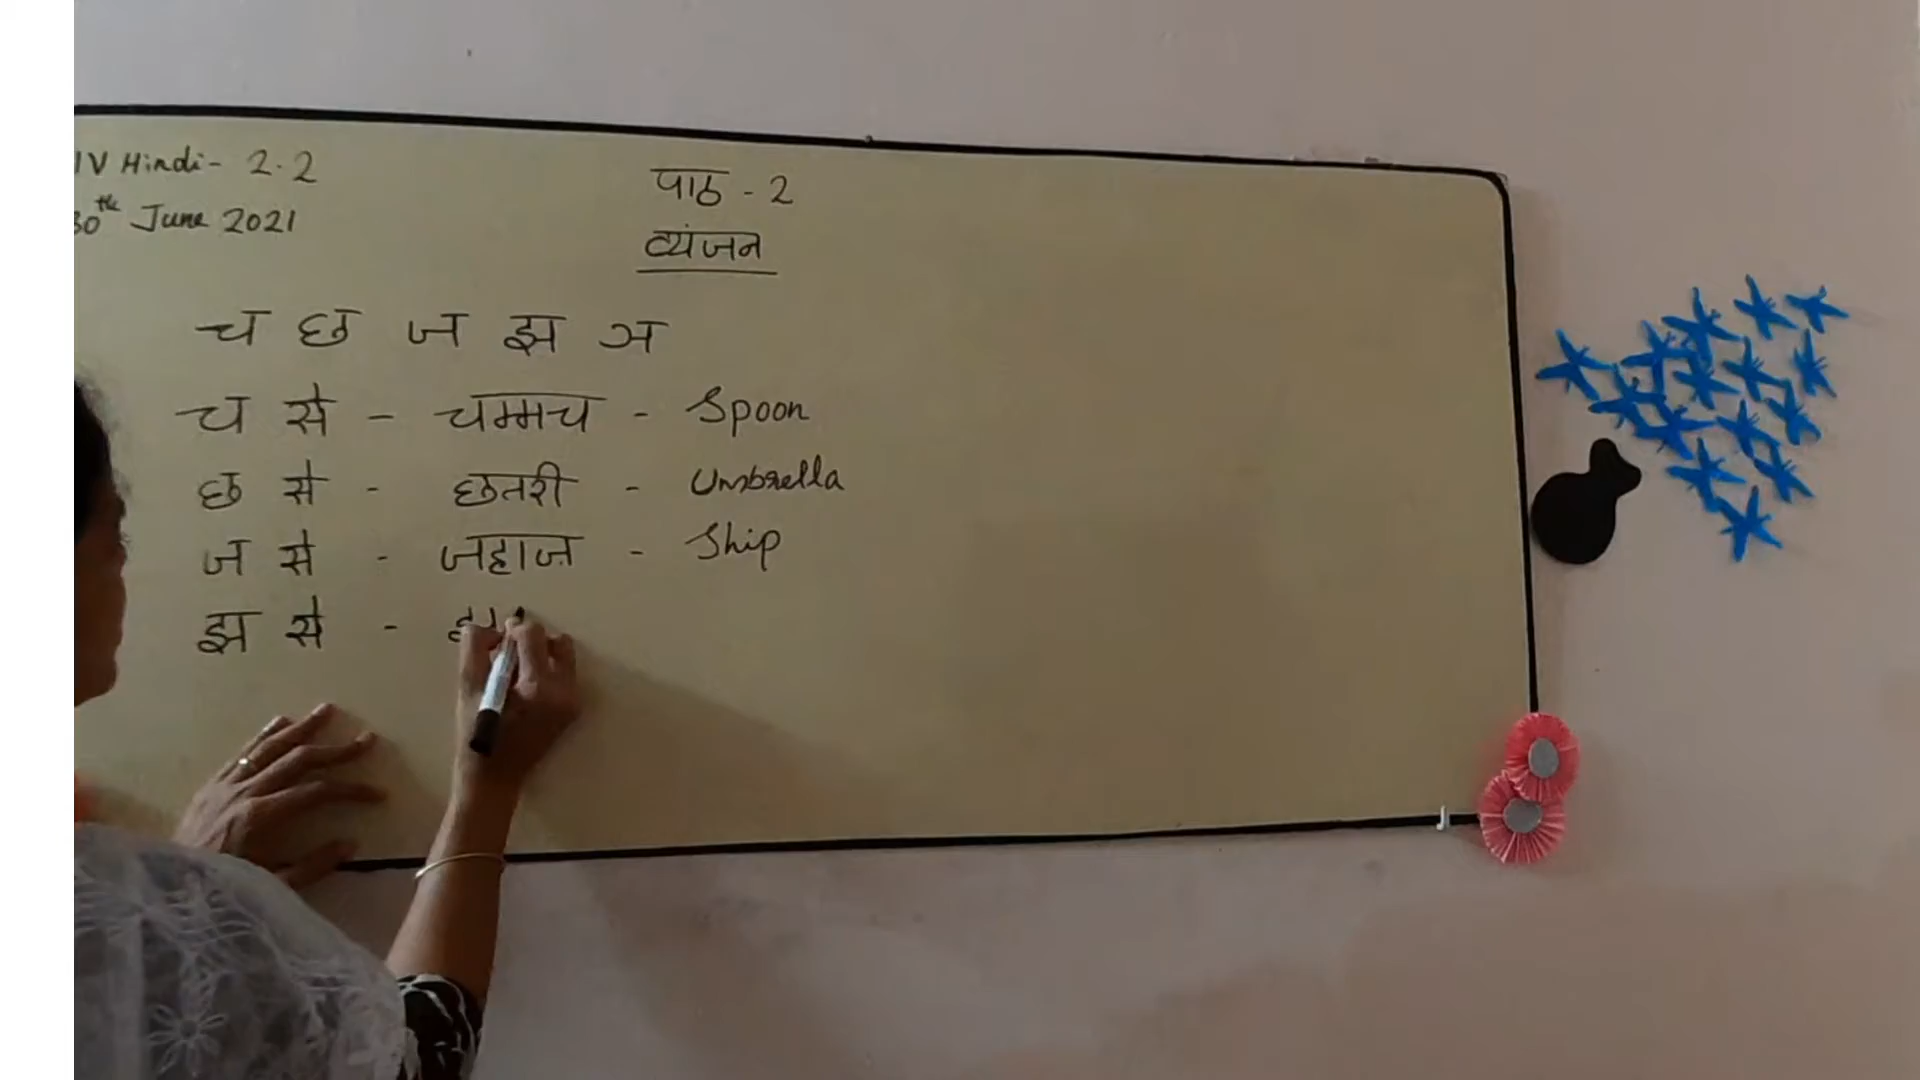 IV Hindi - 2.2
30th June 2021
पाठ - 2
व्यंजन
च छ ज झ ञ
च से - चम्मच - Spoon
छ से - छतरी - Umbrella
ज से - जहाज़ - Ship
झ से -